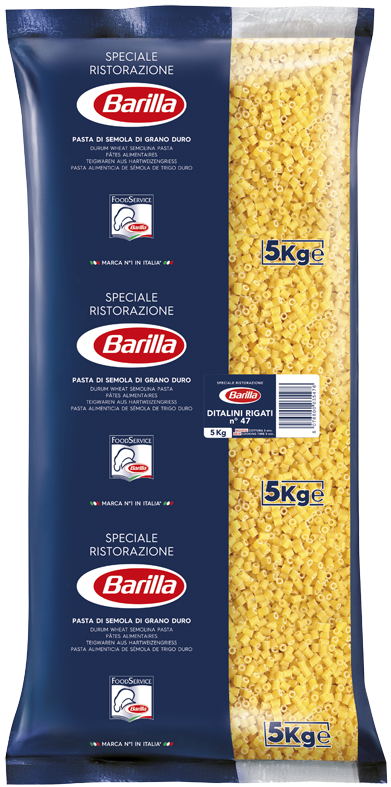 SPECIALE
RISTORAZIONE
Barilla
PASTA DI SEMOLA DI GRANO DURO
DURUM WHEAT SEMOLINA PASTA
PÂTES ALIMENTAIRES
TEIGWAREN AUS HARTWEIZENGRIESS
PASTA ALIMENTICIA DE SÉMOLA DE TRIGO DURO
FOODSERVICE
Barilla
MARCA N°1 IN ITALIA*
5Kg e
SPECIALE
RISTORAZIONE
Barilla
PASTA DI SEMOLA DI GRANO DURO
DURUM WHEAT SEMOLINA PASTA
PÂTES ALIMENTAIRES
TEIGWAREN AUS HARTWEIZENGRIESS
PASTA ALIMENTICIA DE SÉMOLA DE TRIGO DURO
FOODSERVICE
Barilla
MARCA N°1 IN ITALIA*
SPECIALE RISTORAZIONE
Barilla
DITALINI RIGATI
n° 47
5 Kg
COTTURA
COOKING TIME
5Kg e
SPECIALE
RISTORAZIONE
Barilla
PASTA DI SEMOLA DI GRANO DURO
DURUM WHEAT SEMOLINA PASTA
PÂTES ALIMENTAIRES
TEIGWAREN AUS HARTWEIZENGRIESS
PASTA ALIMENTICIA DE SÉMOLA DE TRIGO DURO
FOODSERVICE
Barilla
MARCA N°1 IN ITALIA*
5Kg e